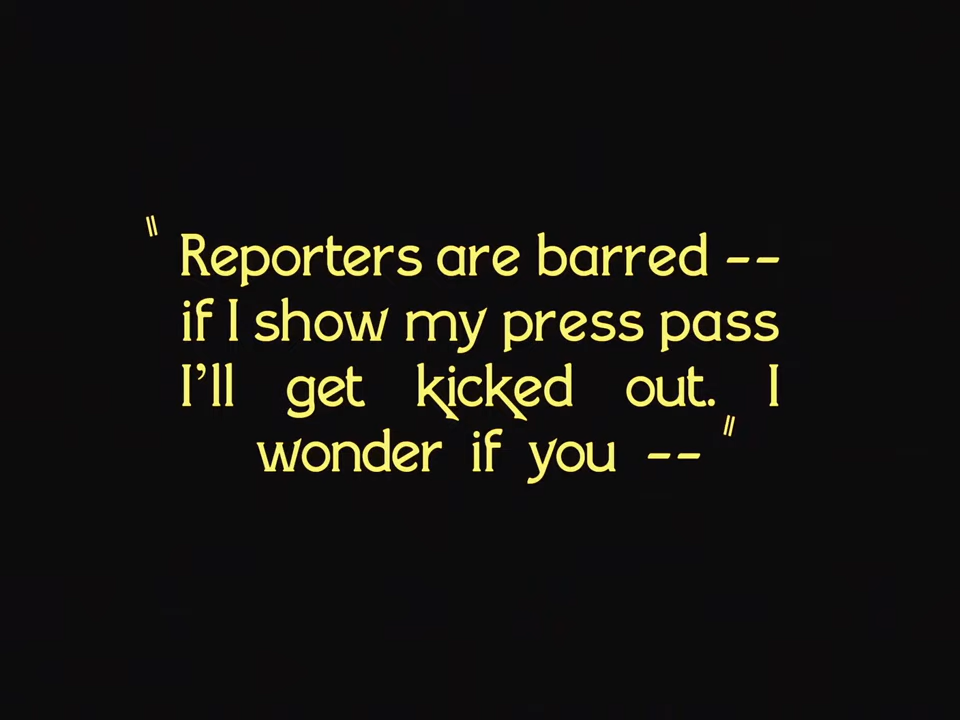 " Reporters are barred --
if I show my press pass
I'll get kicked out. I
wonder if you -- "